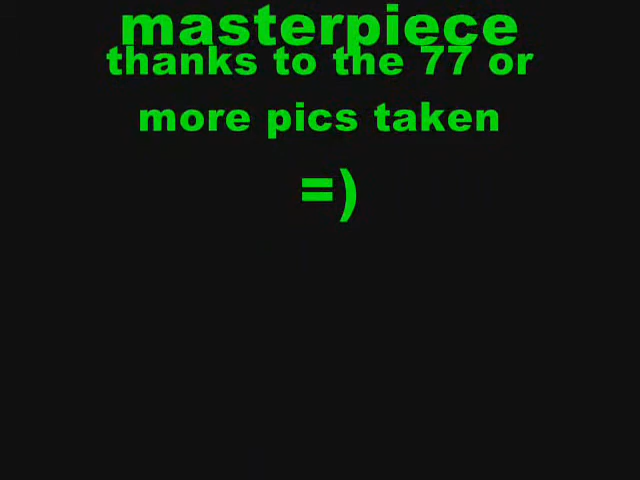 masterpiece
thanks to the 77 or
more pics taken
=)